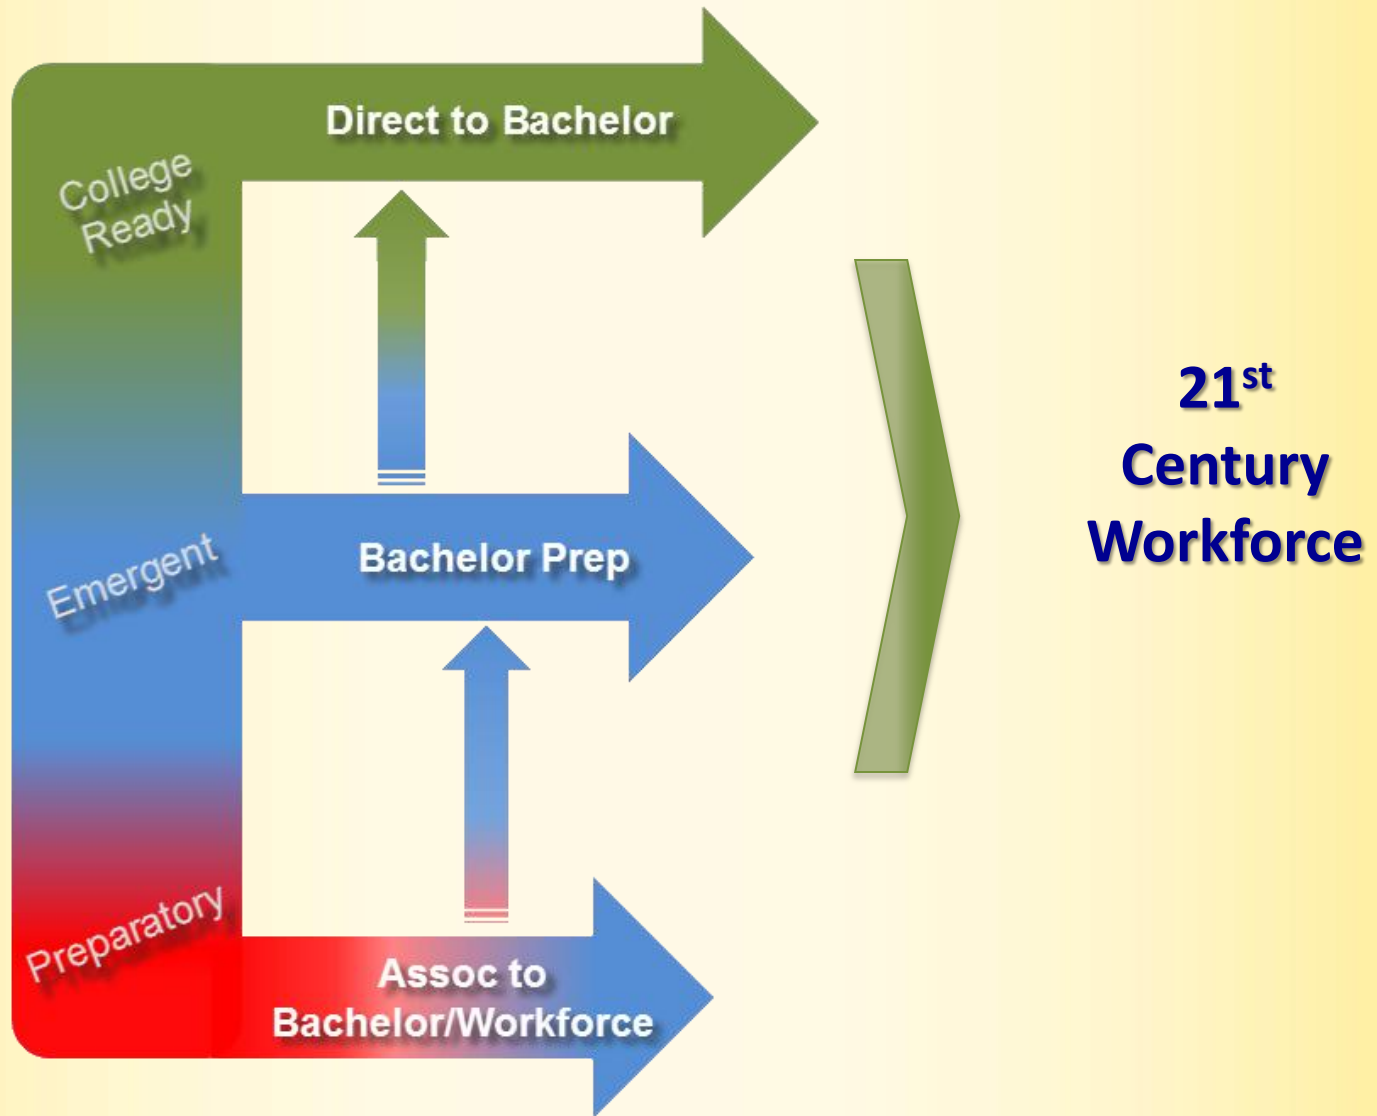 Direct to Bachelor
College
Ready
21st
Century
Workforce
Emergent
Bachelor Prep
Preparatory
Assoc to
Bachelor/Workforce